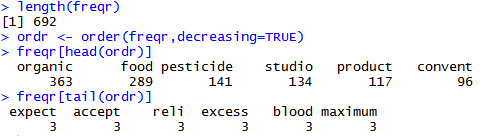 > length(freqr)
[1] 692
> ordr <- order(freqr,decreasing=TRUE)
> freqr[head(ordr)]
organic food pesticide studio product convent
363 289 141 134 117 96
> freqr[tail(ordr)]
expect accept reli excess blood maximum
3 3 3 3 3 3